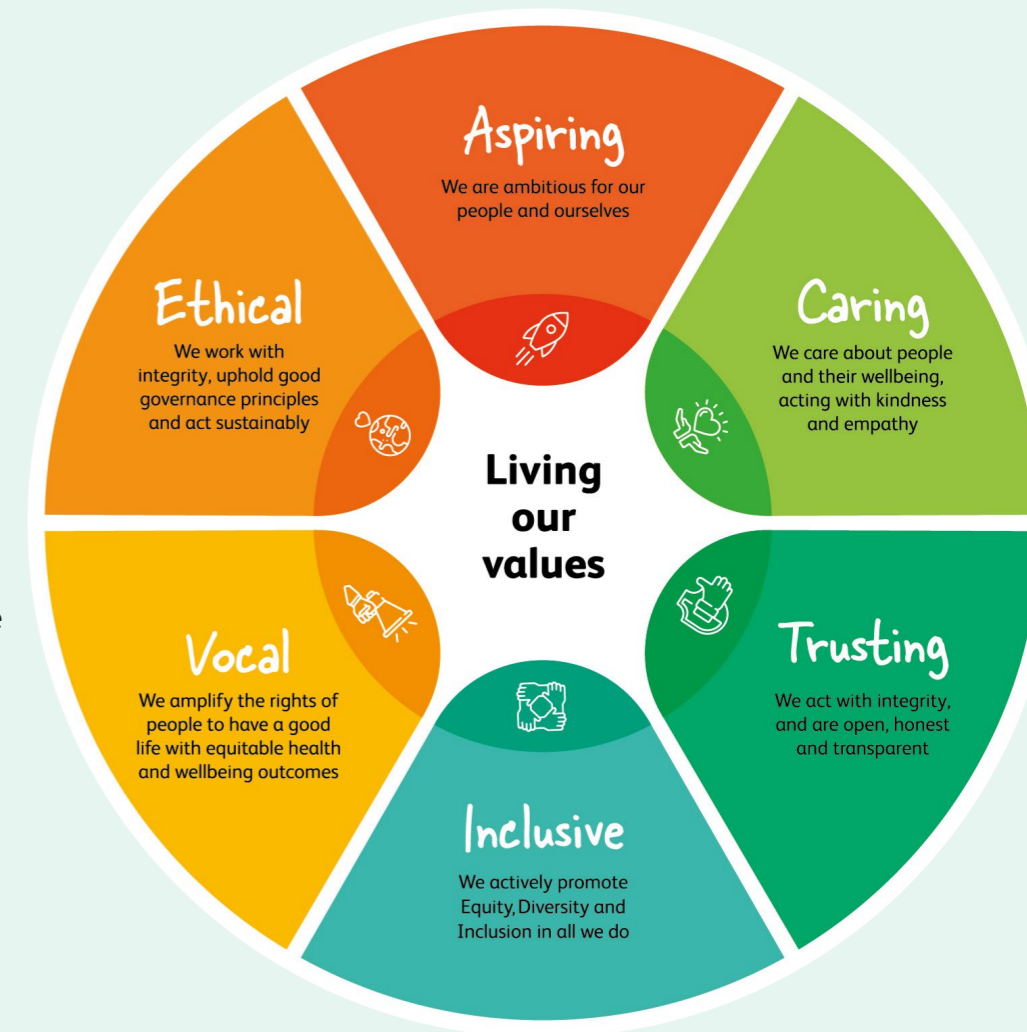 Aspiring
We are ambitious for our
people and ourselves
Caring
We care about people
and their wellbeing,
acting with kindness
and empathy
Trusting
We act with integrity,
and are open, honest
and transparent
Inclusive
We actively promote
Equity, Diversity and
Inclusion in all we do
Vocal
We amplify the rights of
people to have a good
life with equitable health
and wellbeing outcomes
Ethical
We work with
integrity, uphold good
governance principles
and act sustainably
Living
our
values
e